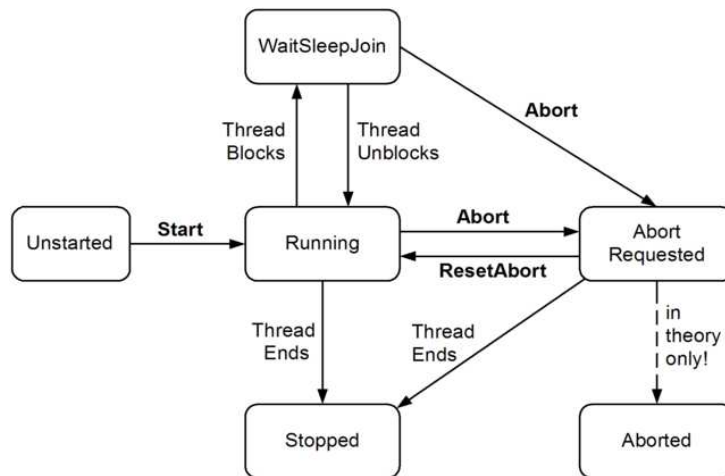 WaitSleepJoin
Abort
Thread
Blocks
Thread
Unblocks
Unstarted
Start
Running
Abort
ResetAbort
Abort
Requested
Thread
Ends
Thread
Ends
in
theory
only!
Stopped
Aborted